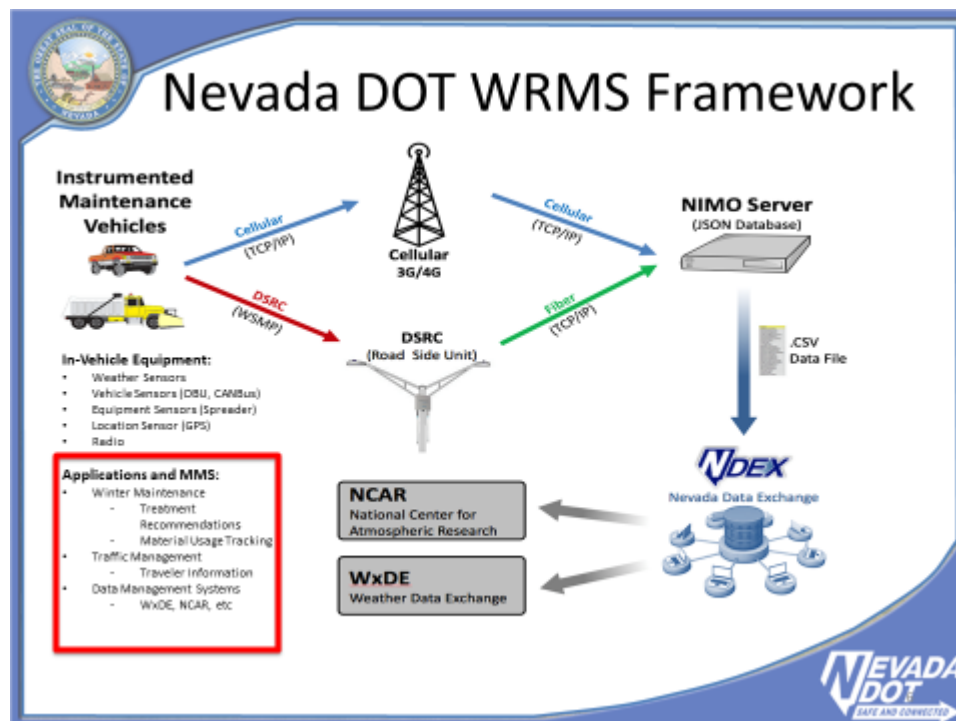 Nevada DOT WRMS Framework
Instrumented
Maintenance
Vehicles
Cellular
(TCP/IP)
Cellular
3G/4G
Cellular
(TCP/IP)
NIMO Server
(JSON Database)
DSRC
(WSMP)
DSRC
(Road Side Unit)
Fiber
(TCP/IP)
.CSV
Data File
In-Vehicle Equipment:
• Weather Sensors
• Vehicle Sensors (OBU, CANBus)
• Equipment Sensors (Spreader)
• Location Sensor (GPS)
• Radio
Applications and MMS:
• Winter Maintenance
- Treatment
Recommendations
- Material Usage Tracking
• Traffic Management
- Traveler Information
• Data Management Systems
- WxDE, NCAR, etc
NCAR
National Center for
Atmospheric Research
WxDE
Weather Data Exchange
NDEX
Nevada Data Exchange
NEVADA
DOT
SAFE AND CONNECTED